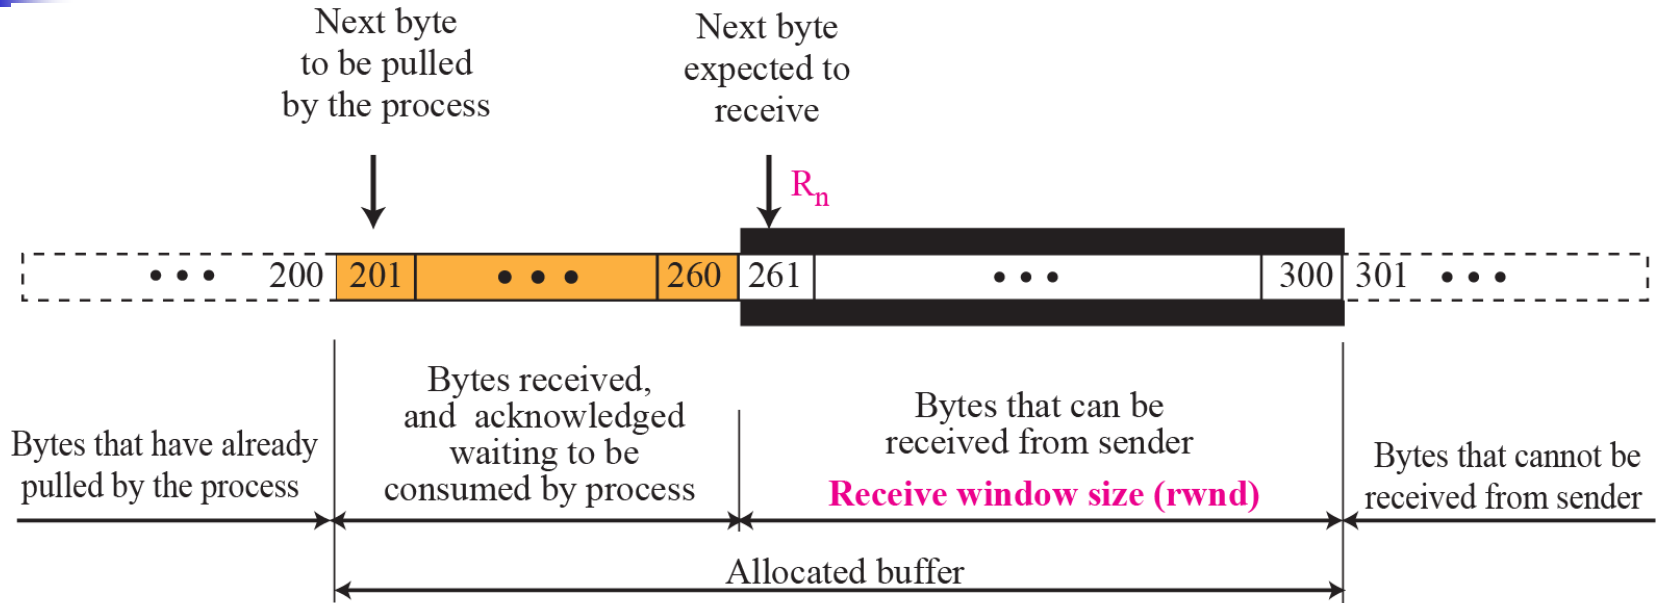 Next byte
to be pulled
by the process
Next byte
expected to
receive
Rn
••• 200 201 ••• 260 261 ••• 300 301 •••
Bytes that have already
pulled by the process
Bytes received,
and acknowledged
waiting to be
consumed by process
Bytes that can be
received from sender
Receive window size (rwnd)
Bytes that cannot be
received from sender
Allocated buffer